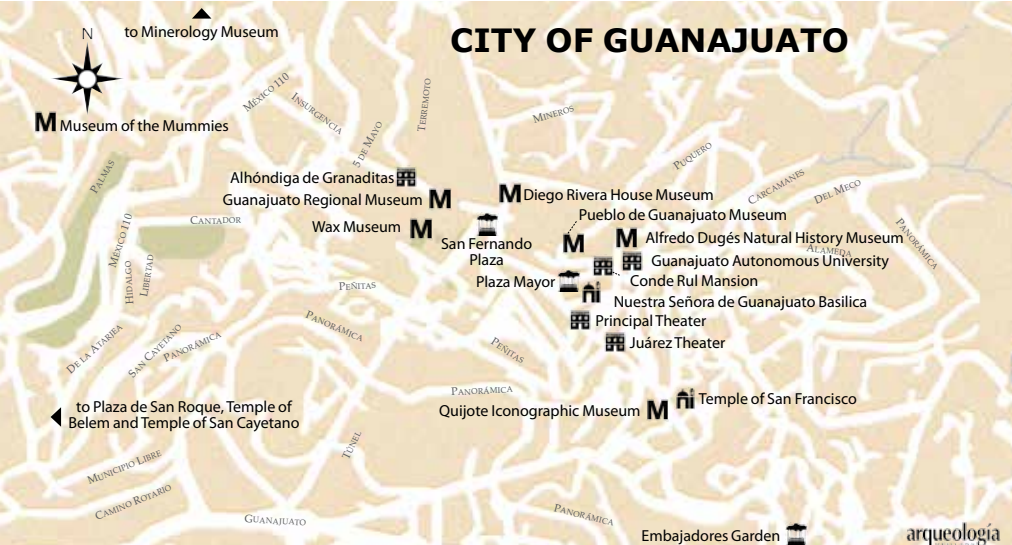 CITY OF GUANAJUATO
N
to Minerology Museum
M Museum of the Mummies
MÉXICO 110
INSURGENCIA
5 DE MAYO
TERREMOTO
MINEROS
PUQUERO
CARCAMANES
DEL MECO
PANORÁMICA
ALAMEDA
PALMAS
Alhóndiga de Granaditas
Guanajuato Regional Museum M
Wax Museum M
M Diego Rivera House Museum
Pueblo de Guanajuato Museum
M
San Fernando
Plaza
M Alfredo Dugés Natural History Museum
Guanajuato Autonomous University
Plaza Mayor
Conde Rul Mansion
Nuestra Señora de Guanajuato Basilica
Principal Theater
Juárez Theater
CANTADOR
MÉXICO 110
HIDALGO
LIBERTAD
PEÑITAS
PANORÁMICA
PEÑITAS
DE LA ATARJEA
SAN CAYETANO
PANORÁMICA
PANORÁMICA
Quijote Iconographic Museum M
Temple of San Francisco
to Plaza de San Roque, Temple of
Belem and Temple of San Cayetano
TÚNEL
MUNICIPIO LIBRE
CAMINO ROTARIO
GUANAJUATO
PANORÁMICA
Embajadores Garden
arqueología